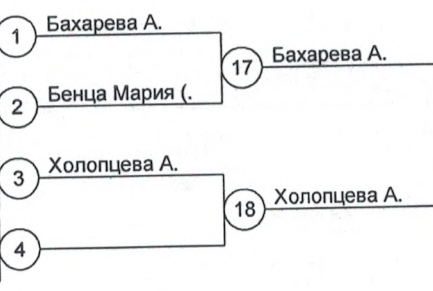 1 Бахарева А.
17 Бахарева А.
2 Бенца Мария (.
3 Холопцева А.
18 Холопцева А.
4